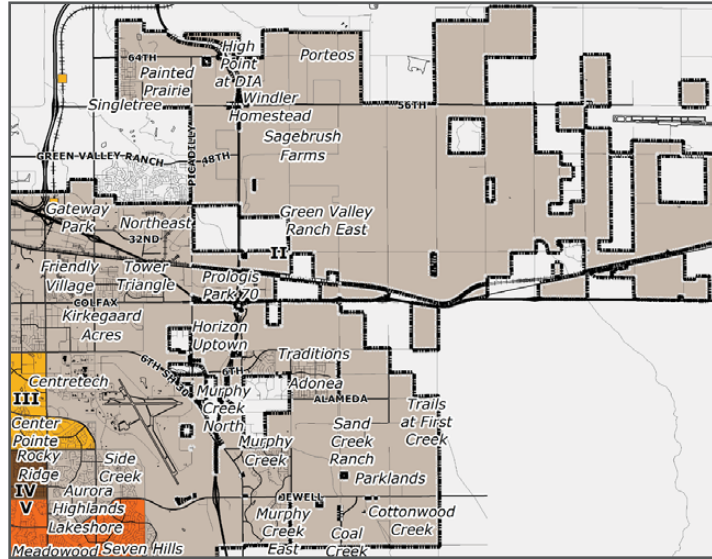 High
Point
at DIA
Porteos
64TH
Painted
Prairie
Singletree
Windler
Homestead
56TH
Sagebrush
Farms
GREEN VALLEY RANCH
48TH
PICADILLY
Gateway
Park
Northeast
32ND
Green Valley
Ranch East
II
Friendly
Village
Tower
Triangle
Prologis
Park 70
COLFAX
Kirkegaard
Acres
Horizon
Uptown
Traditions
6TH-SH 30
6TH
Centretech
Adonea
III
Murphy
Creek
North
ALAMEDA
Trails
at First
Creek
Center
Pointe
Sand
Creek
Ranch
Murphy
Creek
Rocky
Ridge
Side
Creek
Parklands
IV
Aurora
Highlands
V
JEWELL
Cottonwood
Creek
Murphy
Creek
East
Lakeshore
Coal
Creek
Meadowood
Seven Hills